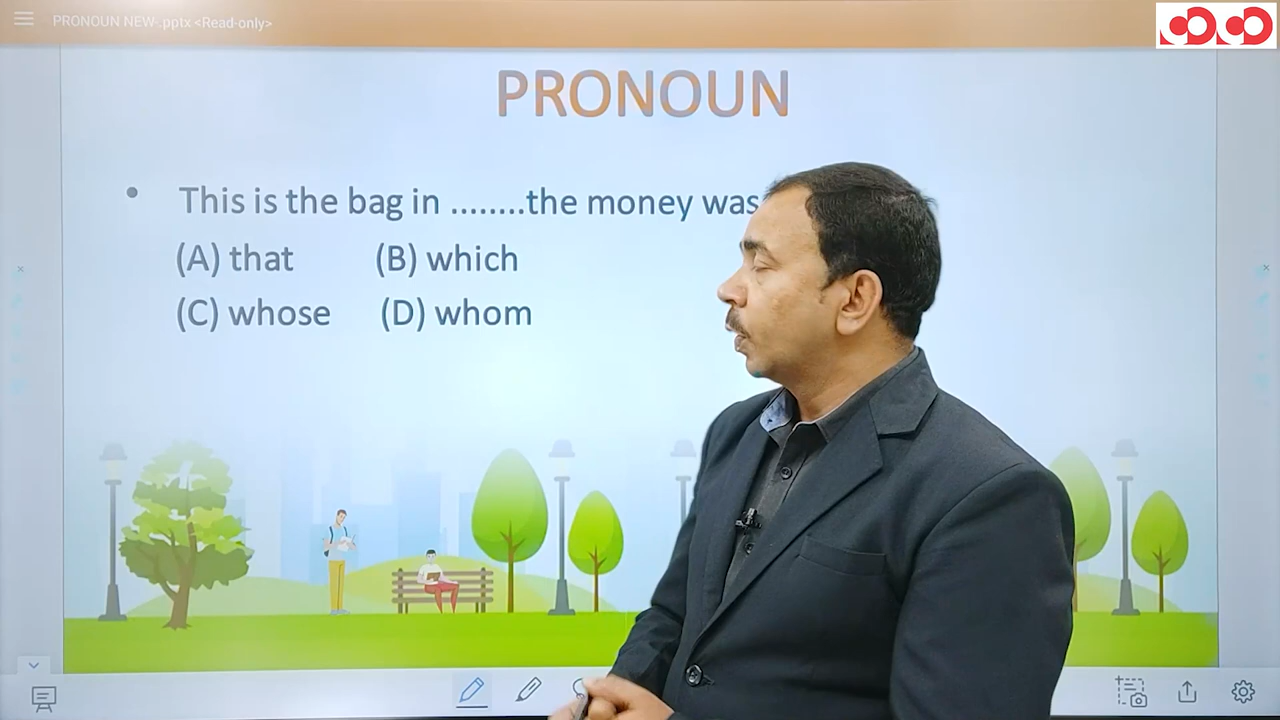 PRONOUN NEW-.pptx <Read-only>
PRONOUN
• This is the bag in ........the money was
(A) that (B) which
(C) whose (D) whom